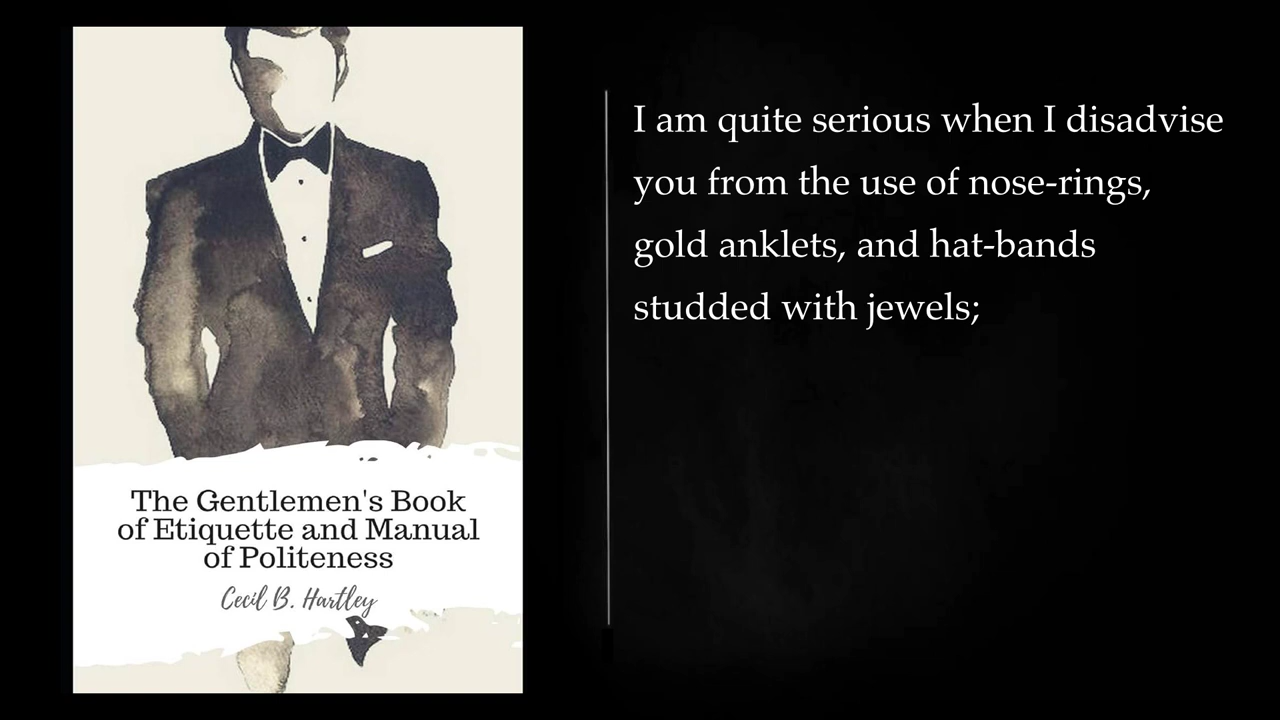 The Gentlemen's Book
of Etiquette and Manual
of Politeness
Cecil B. Hartley
I am quite serious when I disadvise
you from the use of nose-rings,
gold anklets, and hat-bands
studded with jewels;